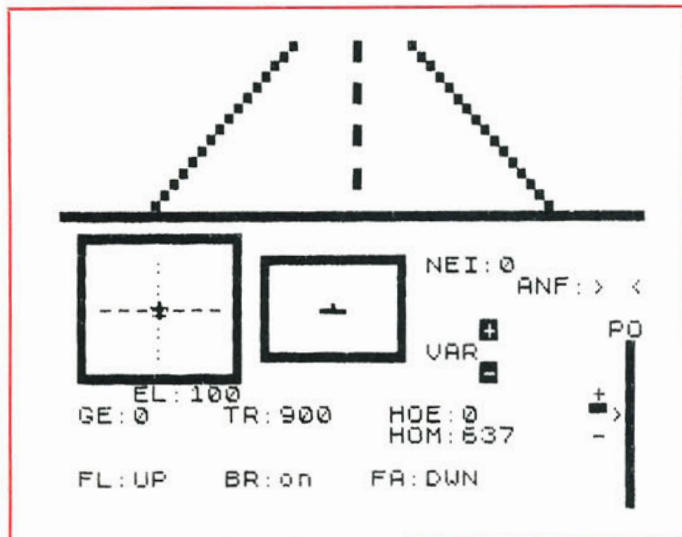 NEI:0
ANF:> <
+
VAR
PO
-
EL:100
GE:0 TR:900 HOE:0
HOM:637
+
>
-
FL:UP BR:on FA:DWN